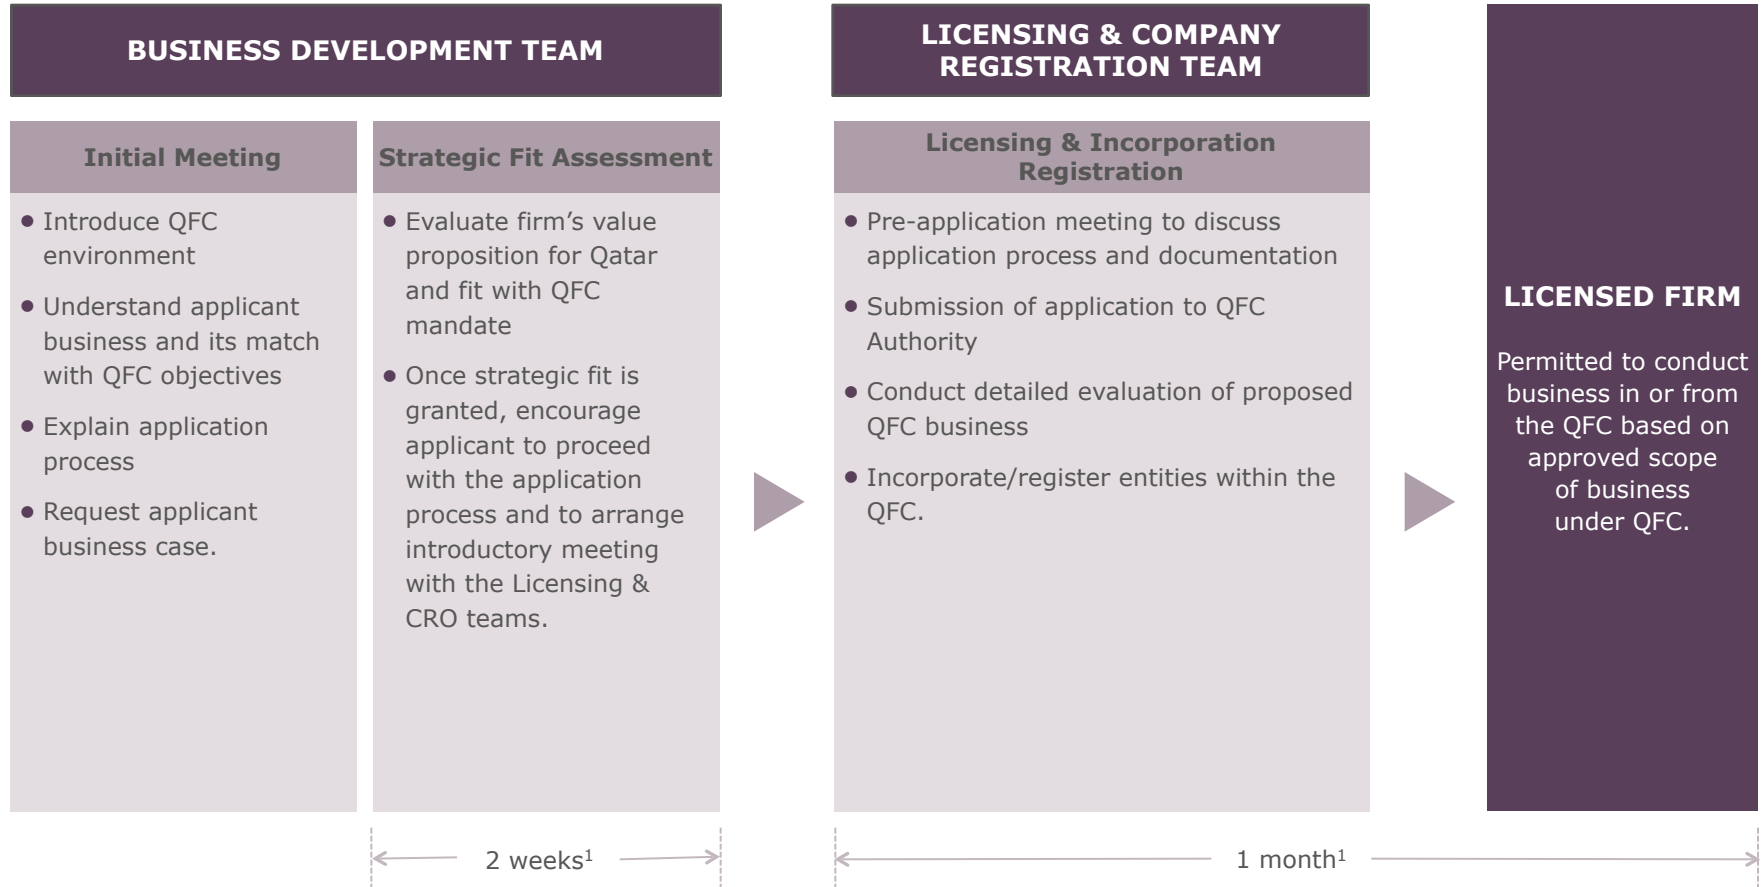 BUSINESS DEVELOPMENT TEAM
Initial Meeting
• Introduce QFC
environment
• Understand applicant
business and its match
with QFC objectives
• Explain application
process
• Request applicant
business case.
Strategic Fit Assessment
• Evaluate firm’s value
proposition for Qatar
and fit with QFC
mandate
• Once strategic fit is
granted, encourage
applicant to proceed
with the application
process and to arrange
introductory meeting
with the Licensing &
CRO teams.
2 weeks¹
LICENSING & COMPANY
REGISTRATION TEAM
Licensing & Incorporation
Registration
• Pre-application meeting to discuss
application process and documentation
• Submission of application to QFC
Authority
• Conduct detailed evaluation of proposed
QFC business
• Incorporate/register entities within the
QFC.
LICENSED FIRM
Permitted to conduct
business in or from
the QFC based on
approved scope
of business
under QFC.
1 month¹